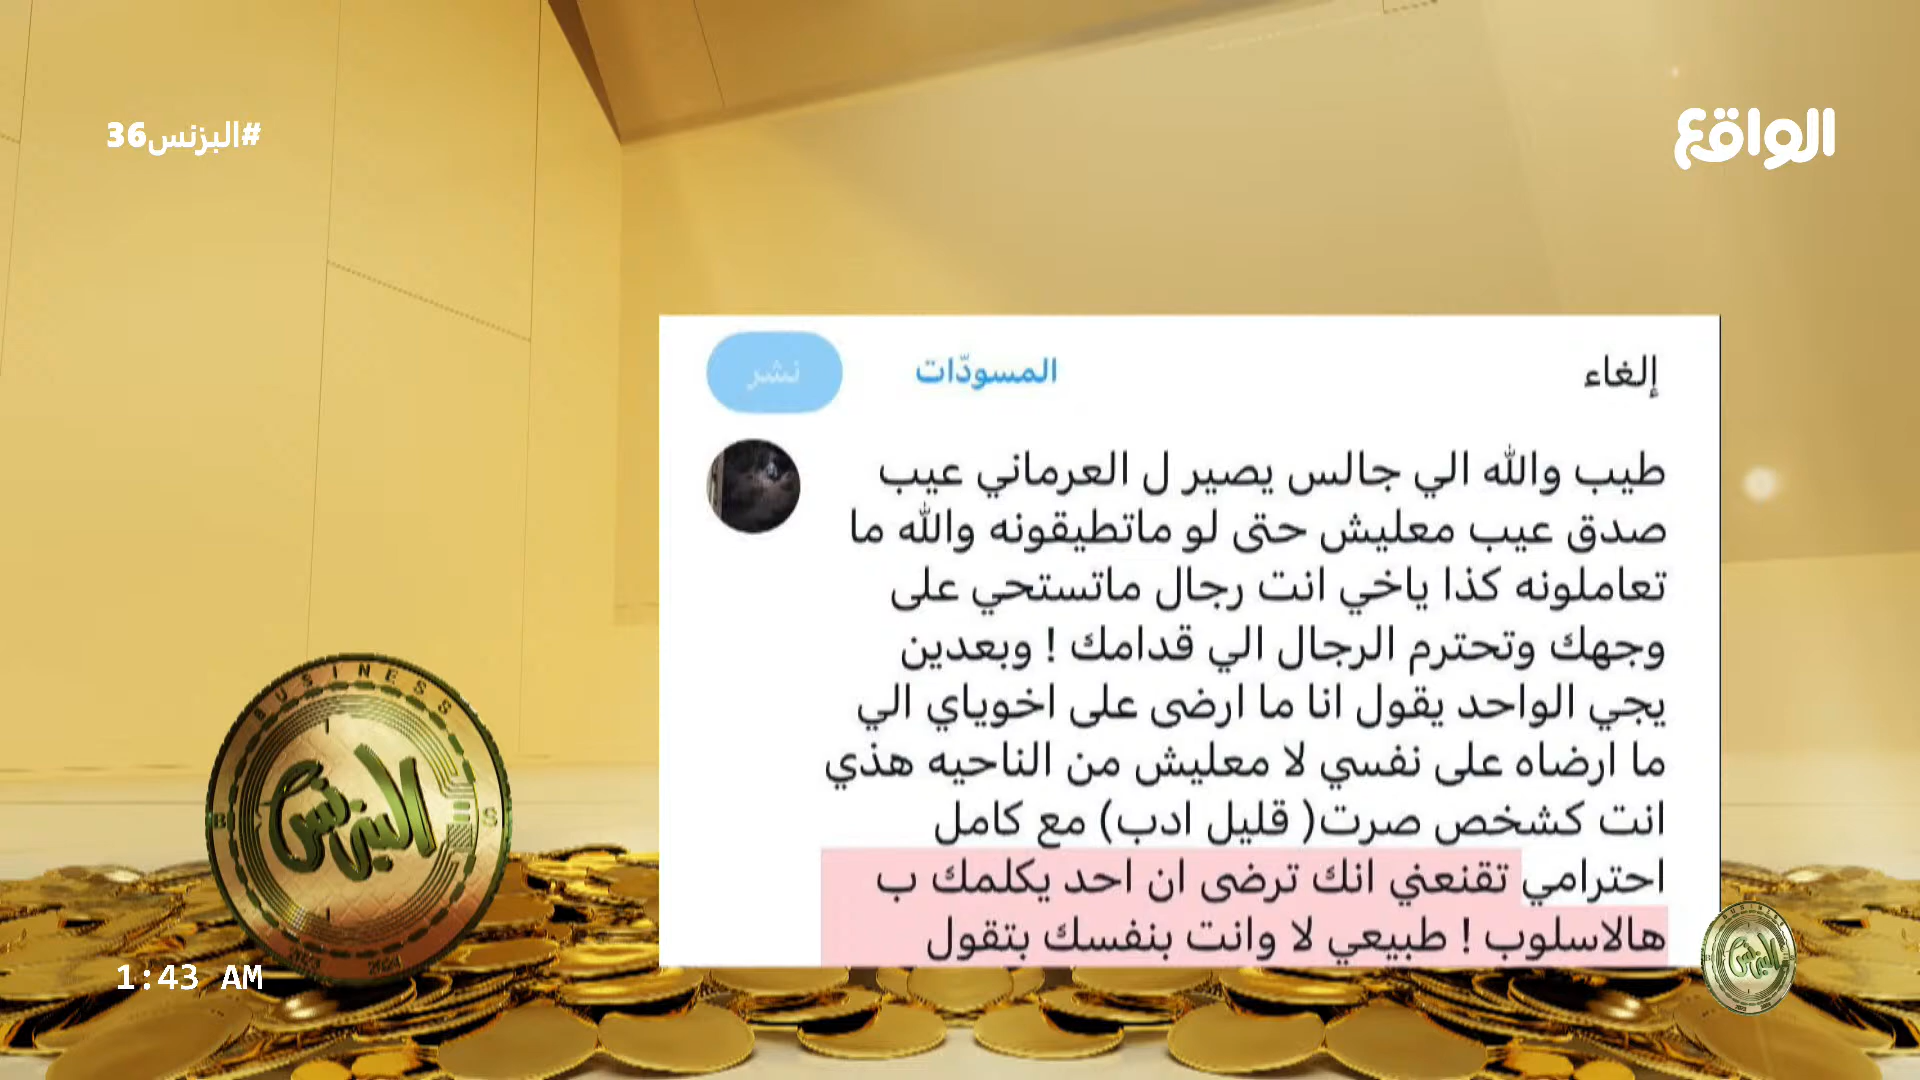 #البزنس36
الواقع
إلغاء
المسودّات
نشر
طيب والله الي جالس يصير ل العرماني عيب
صدق عيب معليش حتى لو ماتطيقونه والله ما
تعاملونه كذا ياخي انت رجال ماتستحي على
وجهك وتحترم الرجال الي قدامك ! وبعدين
يجي الواحد يقول انا ما ارضى على اخوياي الي
ما ارضاه على نفسي لا معليش من الناحيه هذي
انت كشخص صرت( قليل ادب) مع كامل
احترامي تقنعني انك ترضى ان احد يكلمك ب
هالاسلوب ! طبيعي لا وانت بنفسك بتقول
BUSINESS
البزنس
1:43 AM
البزنس